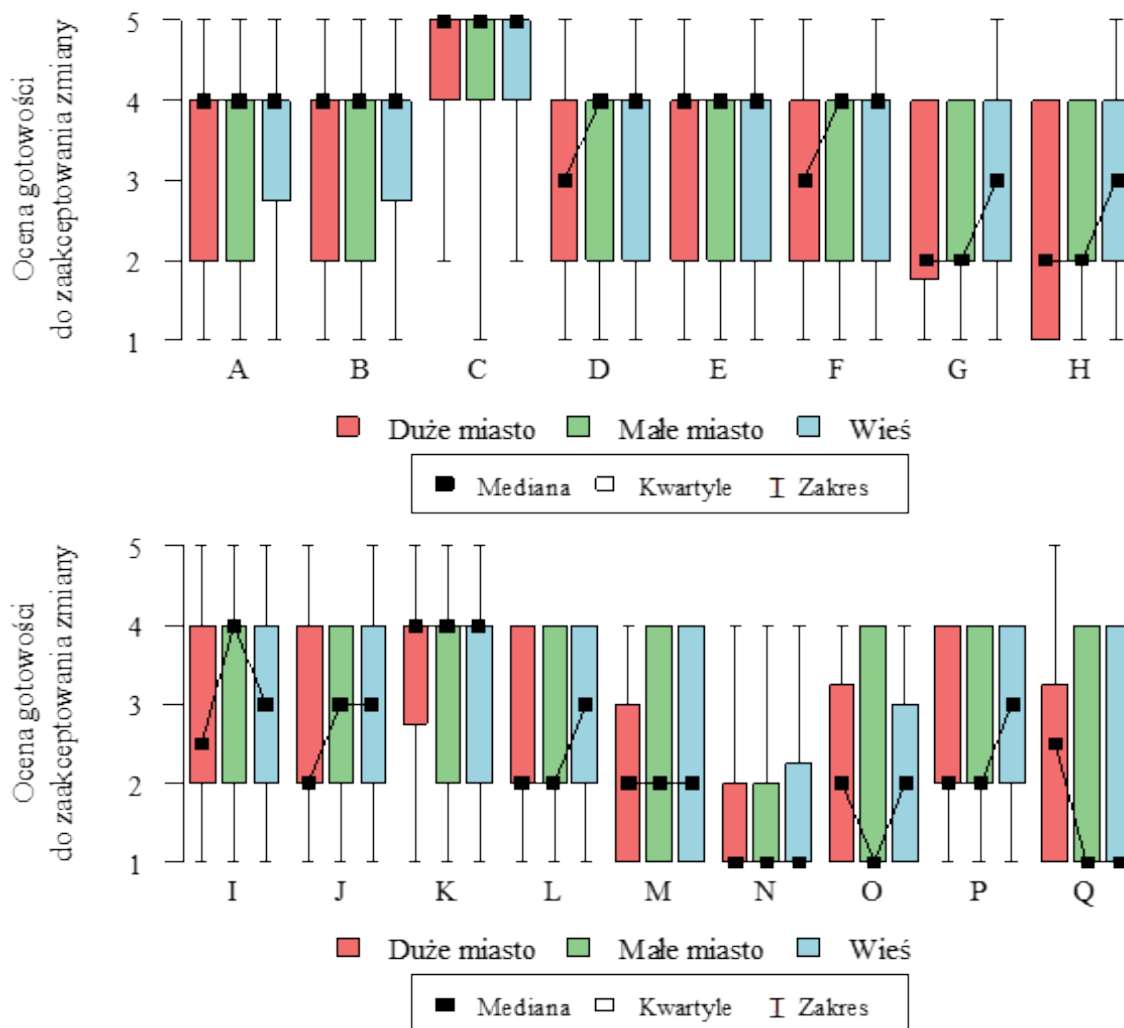 Ocena gotowości
do zaakceptowania zmiany
5
4
3
2
1
A B C D E F G H
Duże miasto Małe miasto Wieś
Mediana Kwartyle Zakres
Ocena gotowości
do zaakceptowania zmiany
5
4
3
2
1
I J K L M N O P Q
Duże miasto Małe miasto Wieś
Mediana Kwartyle Zakres